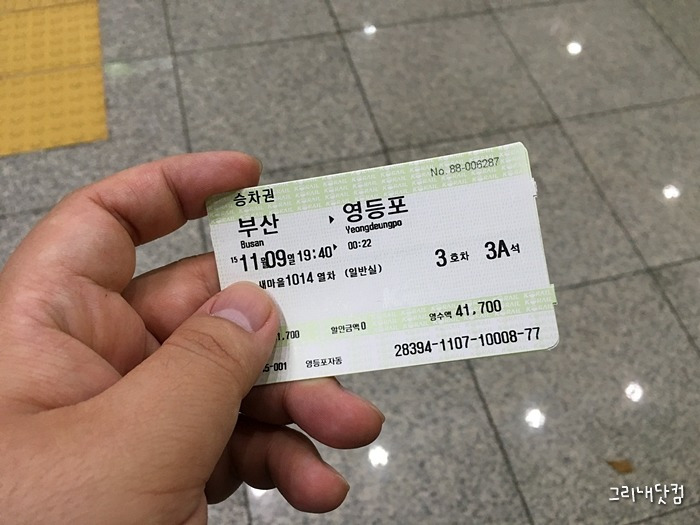 No. 88-006287
승차권
부산 ▶ 영등포
Busan Yeongdeungpo
15 11월09일 19:40 ▶ 00:22
새마을1014 열차 (일반실) 3 호차 3A 석
1,700 할인금액0 영수액 41,700
5-001 영등포자동 28394-1107-10008-77
그리내닷컴